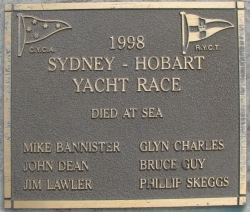 C.Y.C.A. R.Y.C.T.
1998
SYDNEY - HOBART
YACHT RACE
DIED AT SEA
MIKE BANNISTER GLYN CHARLES
JOHN DEAN BRUCE GUY
JIM LAWLER PHILLIP SKEGGS